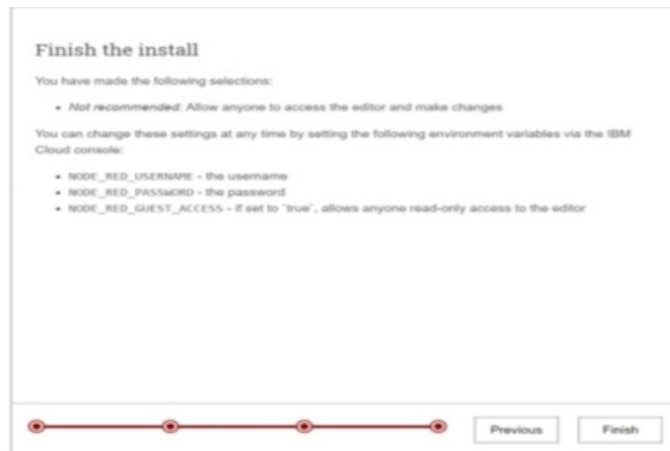 Finish the install
You have made the following selections:
• Not recommended: Allow anyone to access the editor and make changes
You can change these settings at any time by setting the following environment variables via the IBM
Cloud console:
• NODE_RED_USERNAME - the username
• NODE_RED_PASSWORD - the password
• NODE_RED_GUEST_ACCESS - if set to `true`, allows anyone read-only access to the editor
Previous Finish